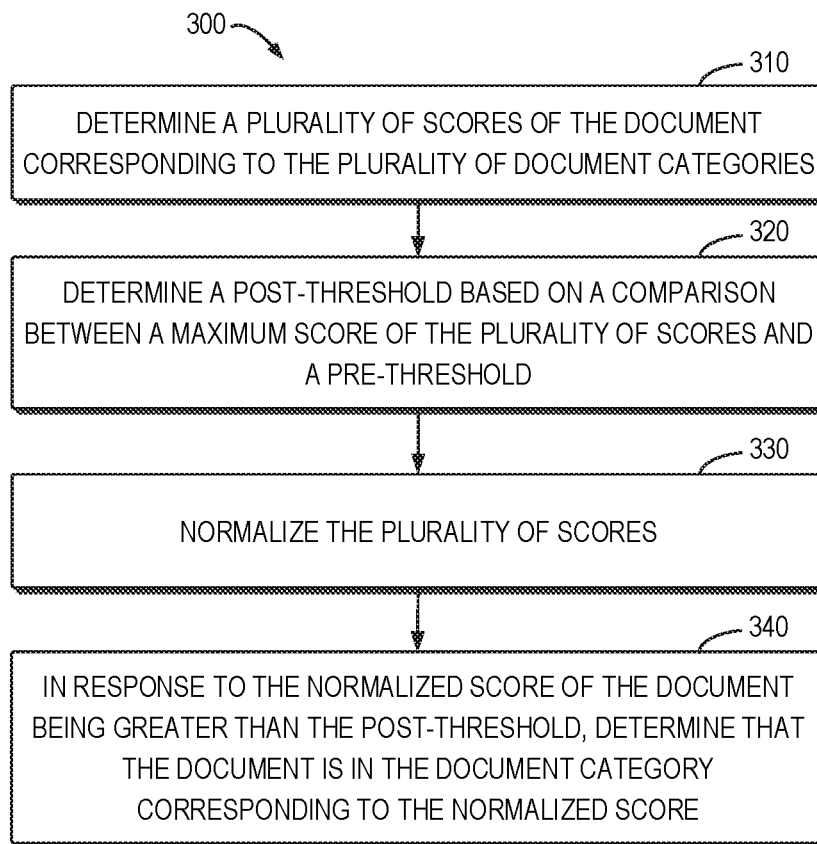 300
310
DETERMINE A PLURALITY OF SCORES OF THE DOCUMENT
CORRESPONDING TO THE PLURALITY OF DOCUMENT CATEGORIES
320
DETERMINE A POST-THRESHOLD BASED ON A COMPARISON
BETWEEN A MAXIMUM SCORE OF THE PLURALITY OF SCORES AND
A PRE-THRESHOLD
330
NORMALIZE THE PLURALITY OF SCORES
340
IN RESPONSE TO THE NORMALIZED SCORE OF THE DOCUMENT
BEING GREATER THAN THE POST-THRESHOLD, DETERMINE THAT
THE DOCUMENT IS IN THE DOCUMENT CATEGORY
CORRESPONDING TO THE NORMALIZED SCORE